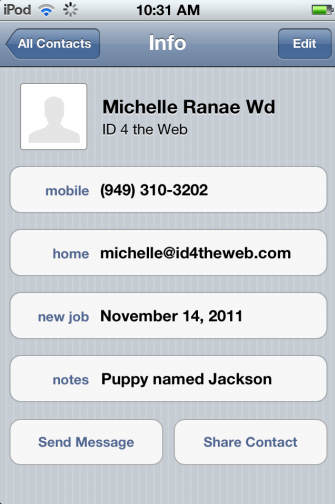 iPod 10:31 AM
All Contacts Info Edit
Michelle Ranae Wd
ID 4 the Web
mobile (949) 310-3202
home michelle@id4theweb.com
new job November 14, 2011
notes Puppy named Jackson
Send Message Share Contact